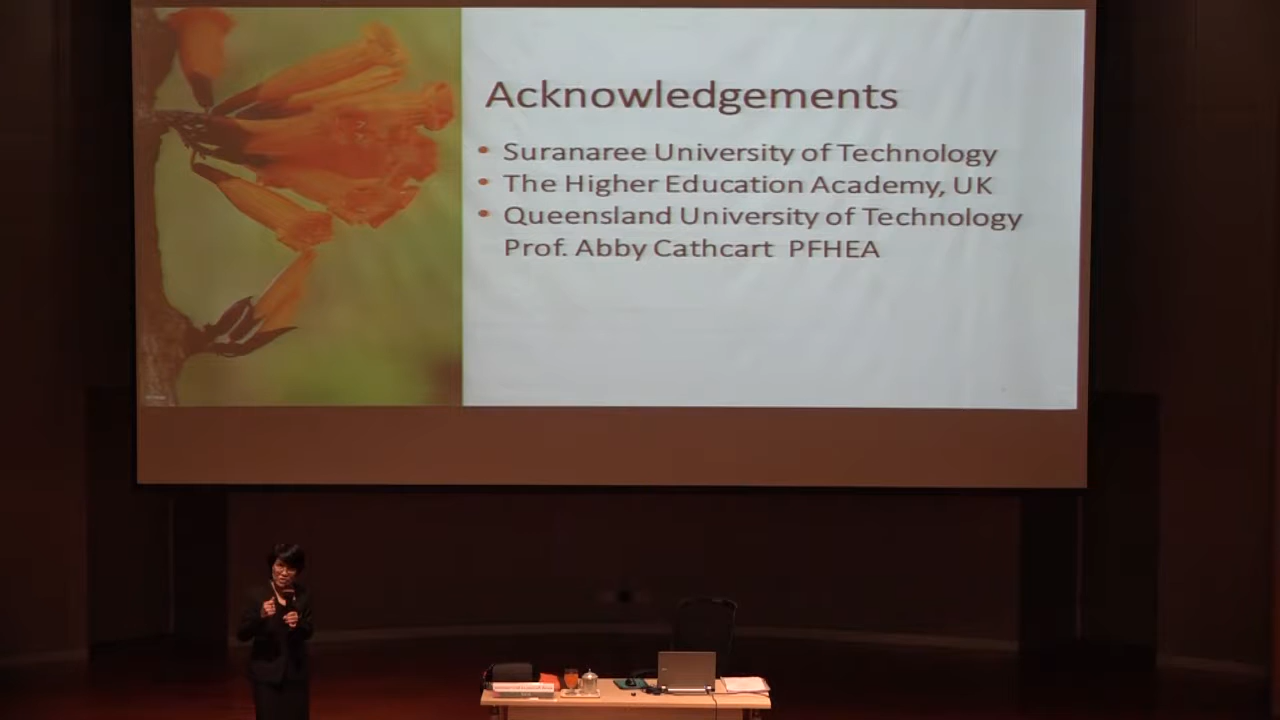 Acknowledgements
• Suranaree University of Technology
• The Higher Education Academy, UK
• Queensland University of Technology
Prof. Abby Cathcart PFHEA